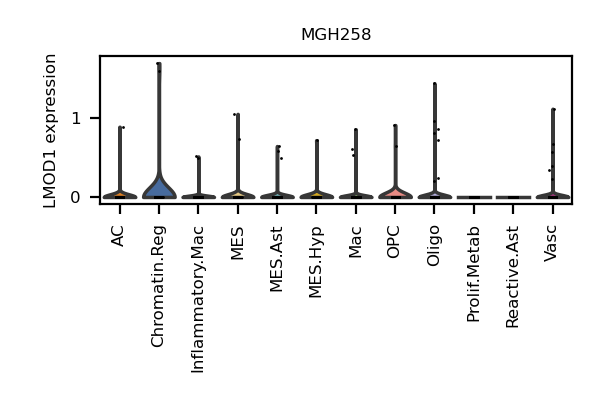 MGH258
LMOD1 expression
1
0
AC
Chromatin.Reg
Inflammatory.Mac
MES
MES.Ast
MES.Hyp
Mac
OPC
Oligo
Prolif.Metab
Reactive.Ast
Vasc